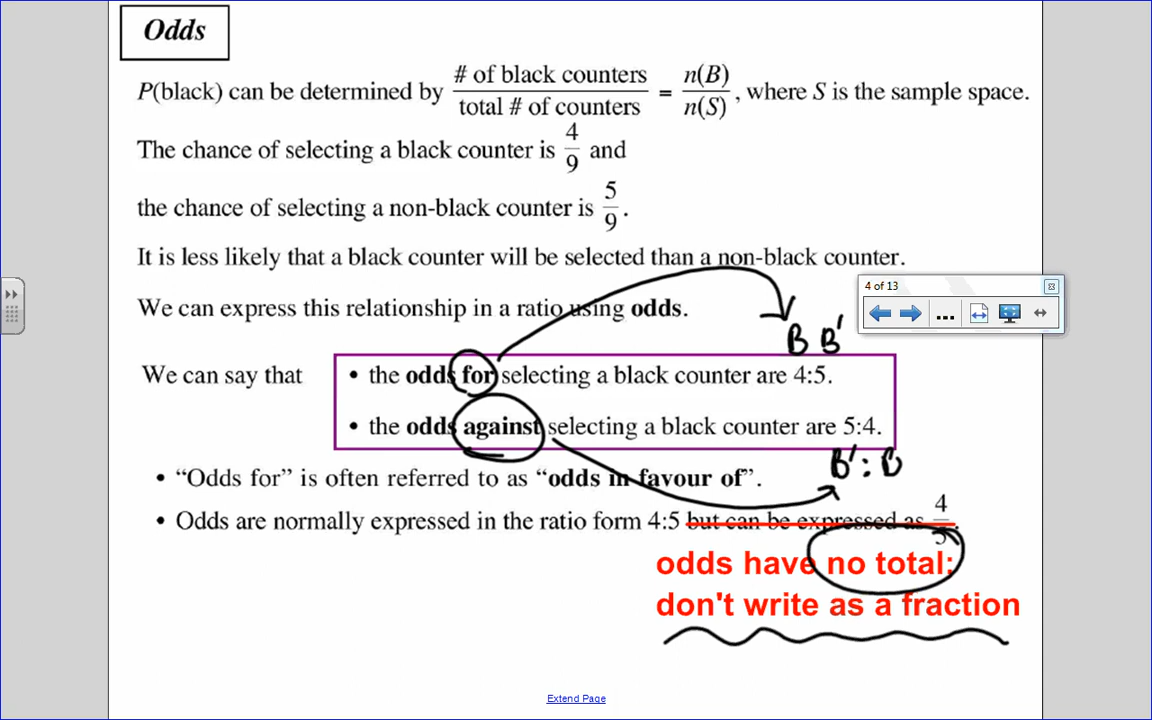 Odds
P(black) can be determined by # of black counters / total # of counters = n(B) / n(S), where S is the sample space.
The chance of selecting a black counter is 4/9 and
the chance of selecting a non-black counter is 5/9.
It is less likely that a black counter will be selected than a non-black counter.
4 of 13
We can express this relationship in a ratio using odds.
B B'
We can say that
• the odds for selecting a black counter are 4:5.
• the odds against selecting a black counter are 5:4.
B' : B
• "Odds for" is often referred to as "odds in favour of".
• Odds are normally expressed in the ratio form 4:5 but can be expressed as 4/5.
odds have no total;
don't write as a fraction
Extend Page